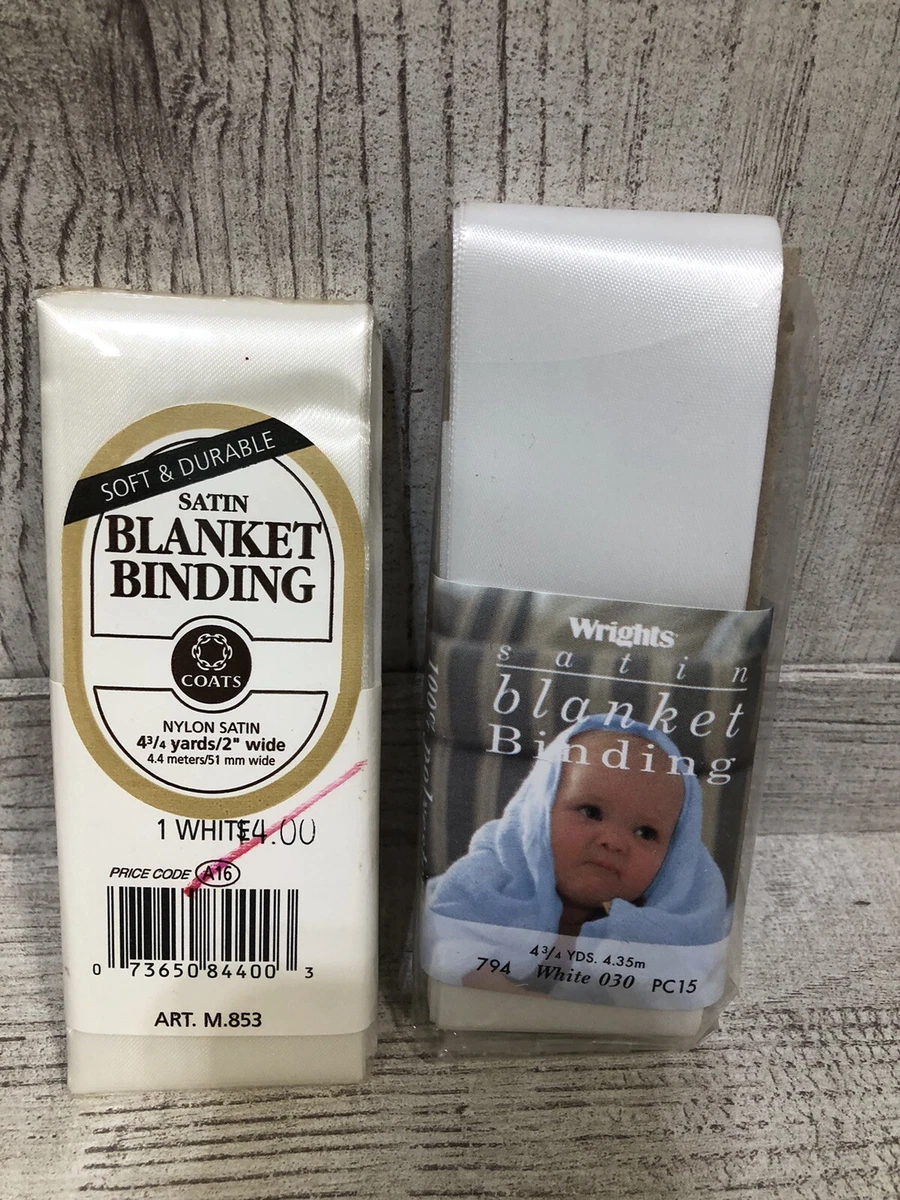 SOFT & DURABLE
SATIN
BLANKET
BINDING
COATS
NYLON SATIN
4 3/4 yards/2" wide
4.4 meters/51 mm wide
1 WHITE
$4.00
PRICE CODE A16
0 73650 84400 3
ART. M.853
Wrights
satin
blanket
Binding
4 3/4 YDS. 4.35m
794 White 030 PC15